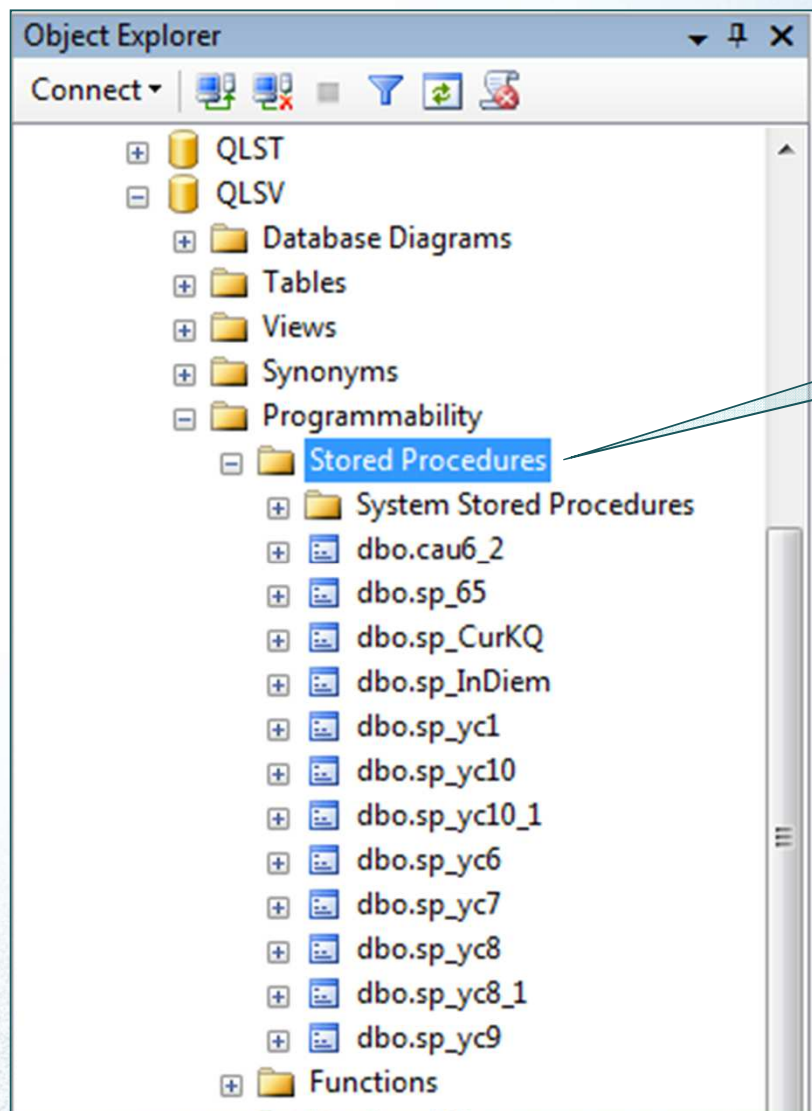 Object Explorer
Connect
QLST
QLSV
Database Diagrams
Tables
Views
Synonyms
Programmability
Stored Procedures
System Stored Procedures
dbo.cau6_2
dbo.sp_65
dbo.sp_CurKQ
dbo.sp_InDiem
dbo.sp_yc1
dbo.sp_yc10
dbo.sp_yc10_1
dbo.sp_yc6
dbo.sp_yc7
dbo.sp_yc8
dbo.sp_yc8_1
dbo.sp_yc9
Functions